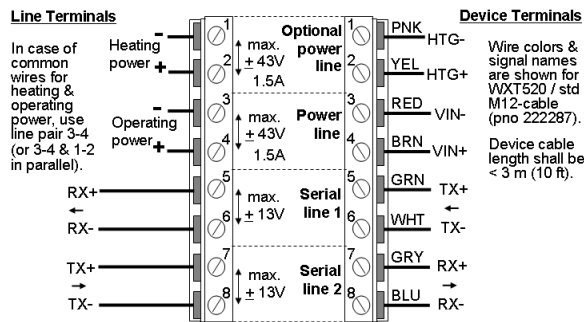 Line Terminals
In case of
common
wires for
heating &
operating
power, use
line pair 3-4
(or 3-4 & 1-2
in parallel).
Heating
power
-
+
Operating
power
-
+
RX+
←
RX-
TX+
→
TX-
1
2
3
4
5
6
7
8
max.
± 43V
1.5A
Optional
power
line
max.
± 43V
1.5A
Power
line
max.
± 13V
Serial
line 1
max.
± 13V
Serial
line 2
1
2
3
4
5
6
7
8
PNK HTG-
YEL HTG+
RED VIN-
BRN VIN+
GRN TX+
←
WHT TX-
GRY RX+
→
BLU RX-
Device Terminals
Wire colors &
signal names
are shown for
WXT520 / std
M12-cable
(pno 222287).
Device cable
length shall be
< 3 m (10 ft).